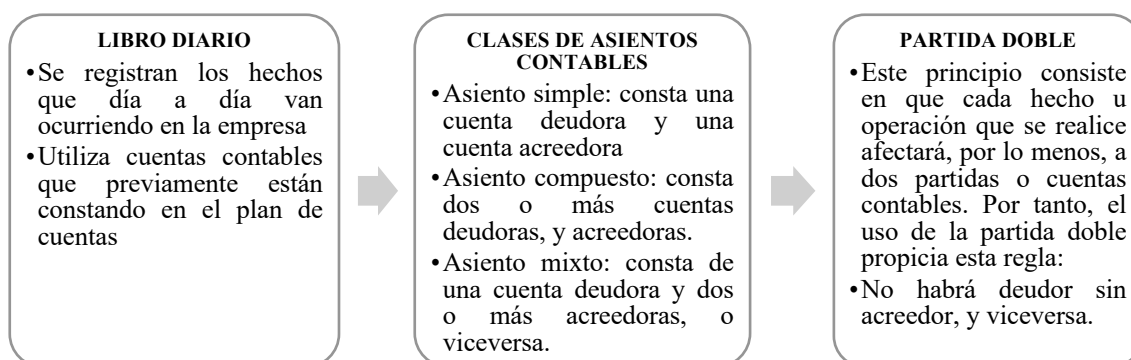 LIBRO DIARIO
•Se registran los hechos
que día a día van
ocurriendo en la empresa
•Utiliza cuentas contables
que previamente están
constando en el plan de
cuentas
CLASES DE ASIENTOS
CONTABLES
•Asiento simple: consta una
cuenta deudora y una
cuenta acreedora
•Asiento compuesto: consta
dos o más cuentas
deudoras, y acreedoras.
•Asiento mixto: consta de
una cuenta deudora y dos
o más acreedoras, o
viceversa.
PARTIDA DOBLE
•Este principio consiste
en que cada hecho u
operación que se realice
afectará, por lo menos, a
dos partidas o cuentas
contables. Por tanto, el
uso de la partida doble
propicia esta regla:
•No habrá deudor sin
acreedor, y viceversa.